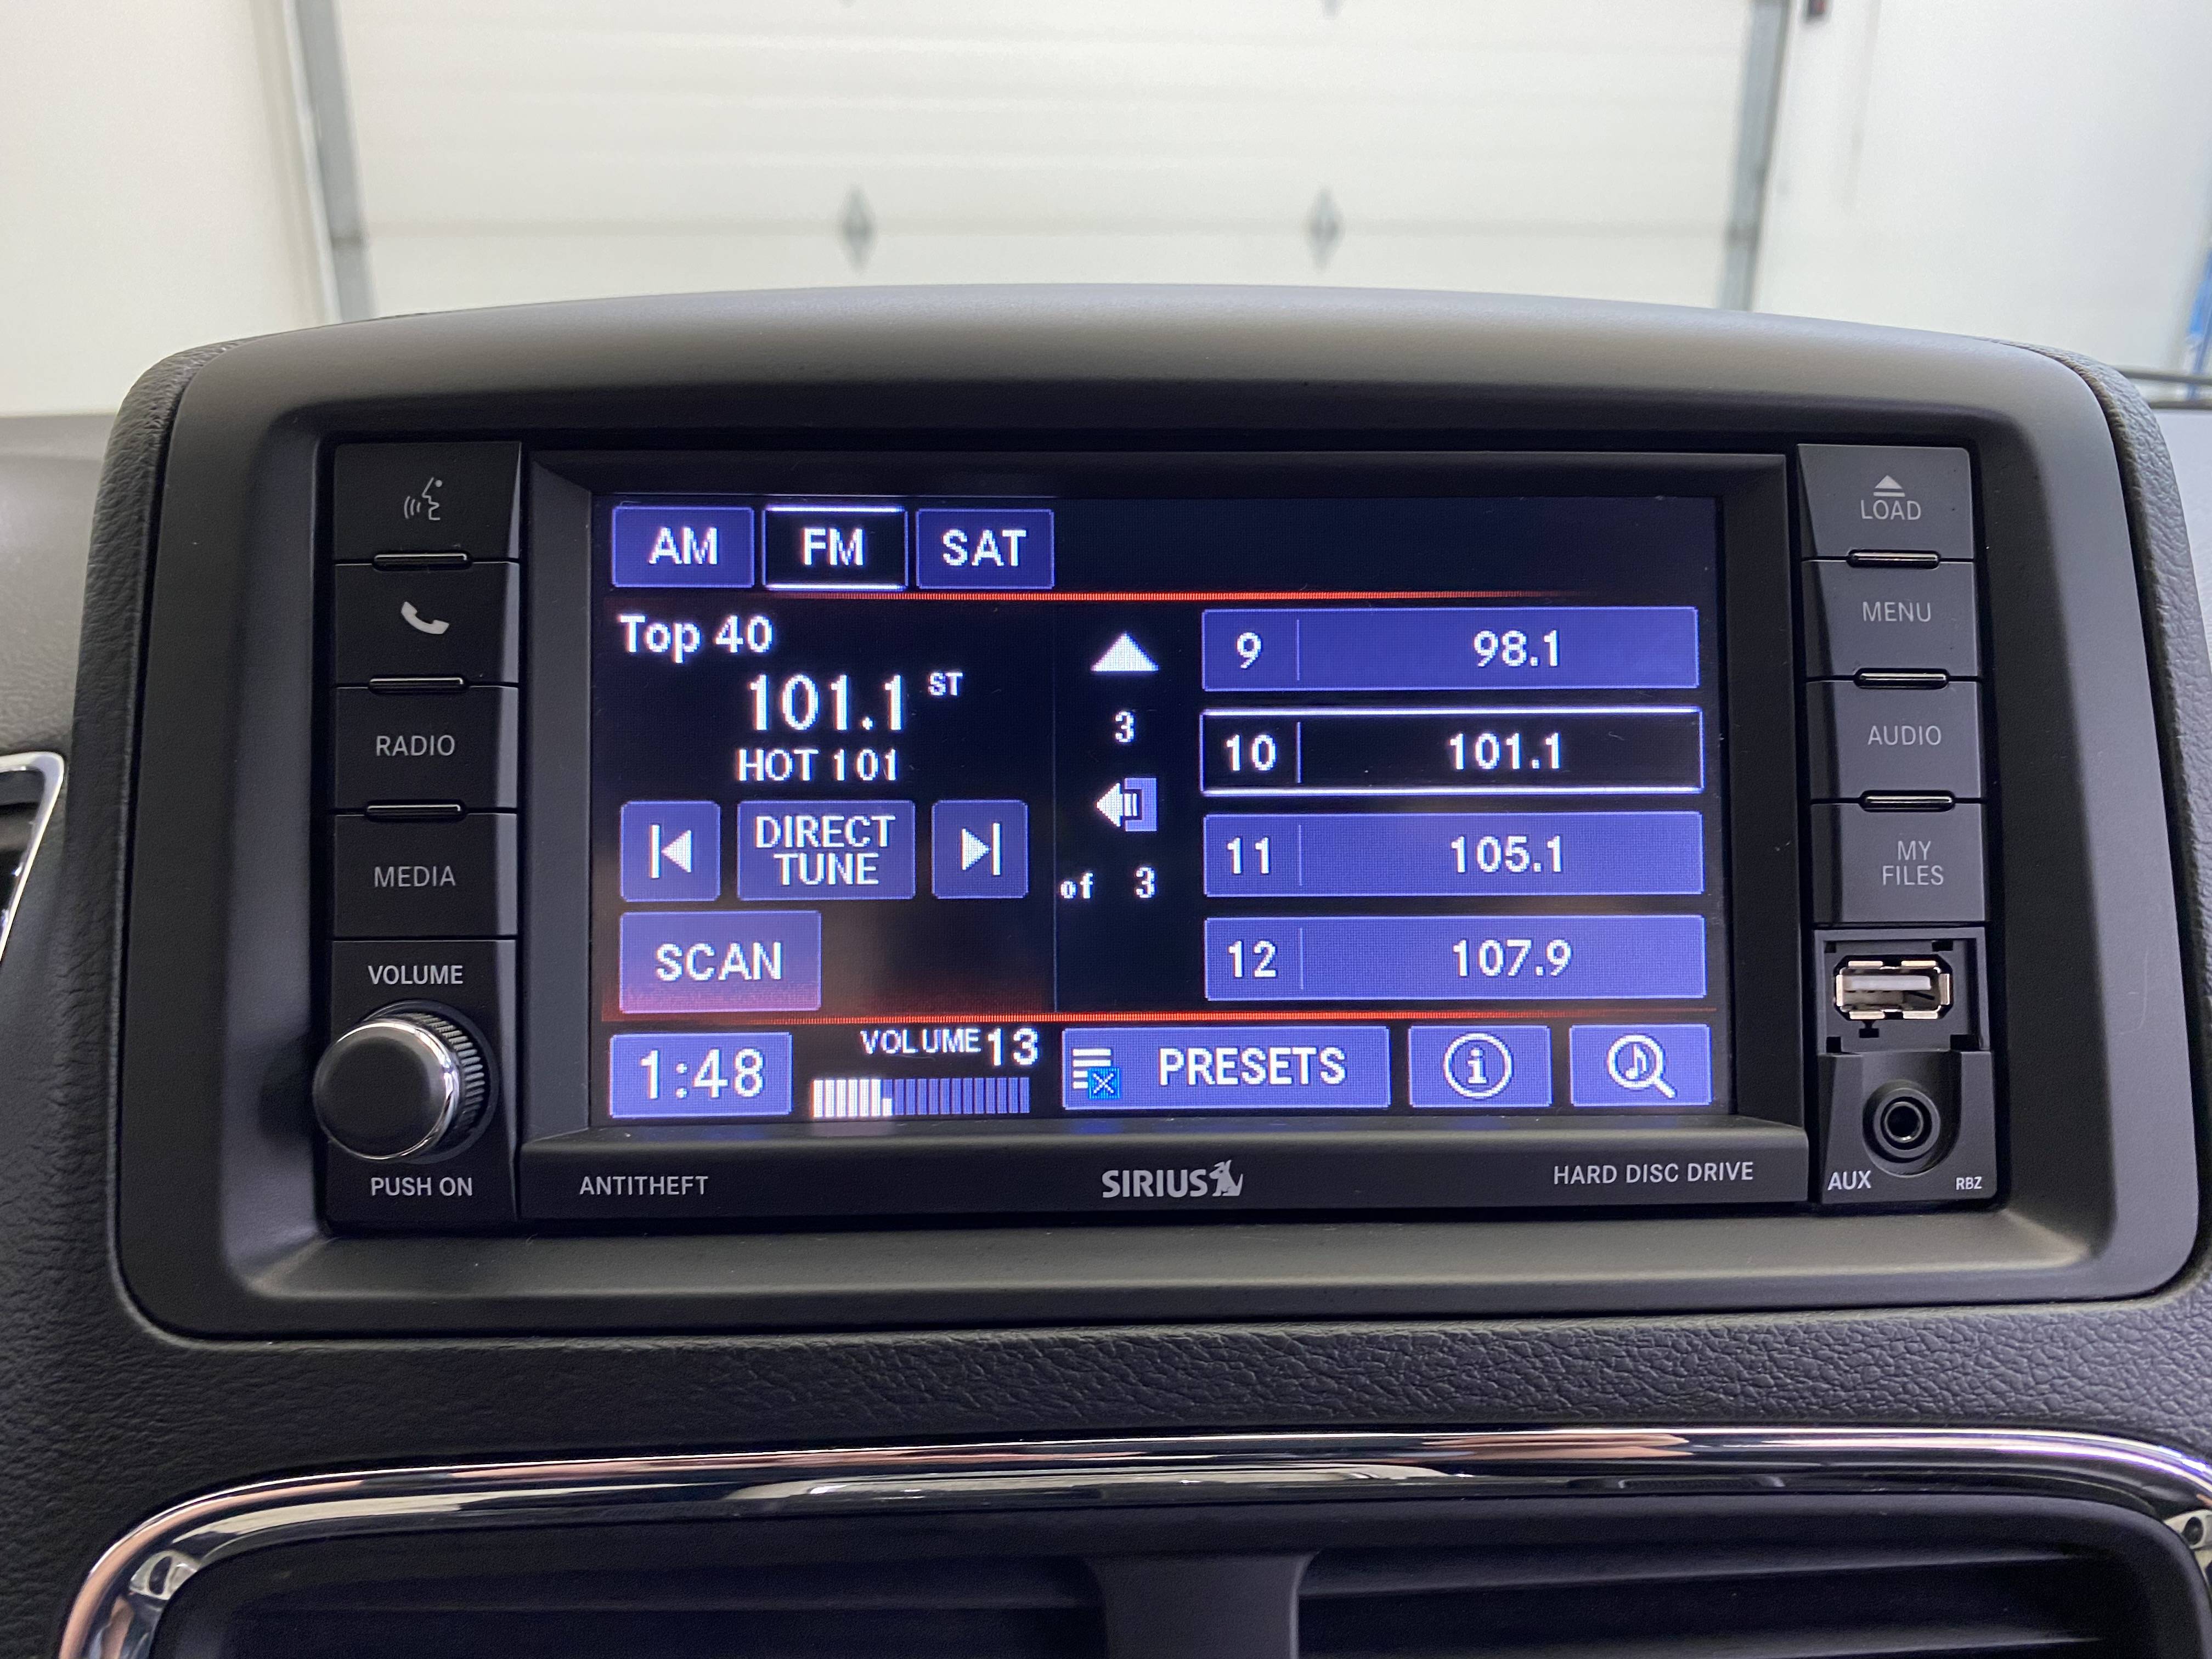 AM FM SAT
Top 40
101.1 ST
HOT 101
DIRECT
TUNE
SCAN
3
of 3
9 98.1
10 101.1
11 105.1
12 107.9
1:48
VOLUME 13
PRESETS
i
RADIO
MEDIA
VOLUME
PUSH ON
LOAD
MENU
AUDIO
MY
FILES
ANTITHEFT
SIRIUS
HARD DISC DRIVE
AUX
RBZ